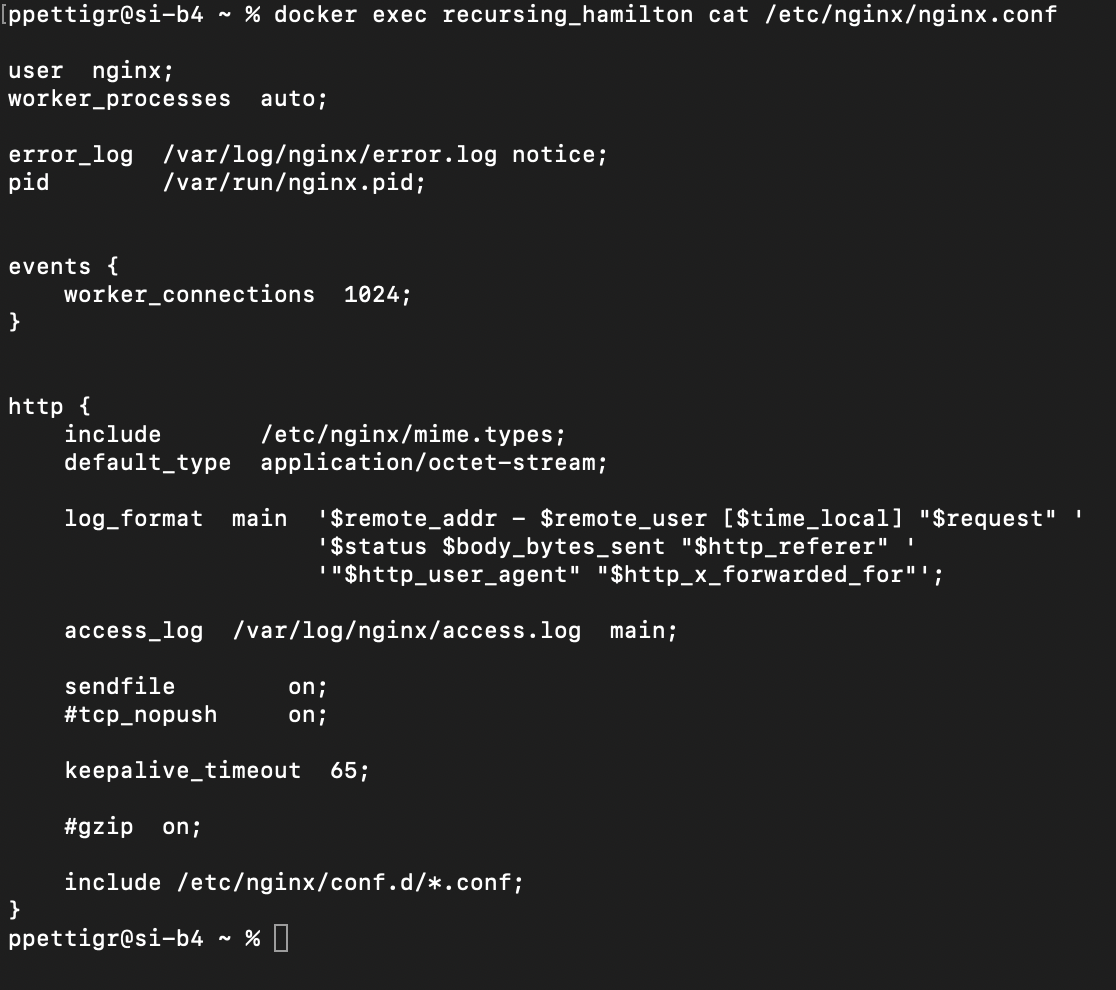 ppettigr@si-b4 ~ % docker exec recursing_hamilton cat /etc/nginx/nginx.conf

user  nginx;
worker_processes  auto;

error_log  /var/log/nginx/error.log notice;
pid        /var/run/nginx.pid;


events {
    worker_connections  1024;
}


http {
    include       /etc/nginx/mime.types;
    default_type  application/octet-stream;

    log_format  main  '$remote_addr - $remote_user [$time_local] "$request" '
                      '$status $body_bytes_sent "$http_referer" '
                      '"$http_user_agent" "$http_x_forwarded_for"';

    access_log  /var/log/nginx/access.log  main;

    sendfile        on;
    #tcp_nopush     on;

    keepalive_timeout  65;

    #gzip  on;

    include /etc/nginx/conf.d/*.conf;
}
ppettigr@si-b4 ~ %